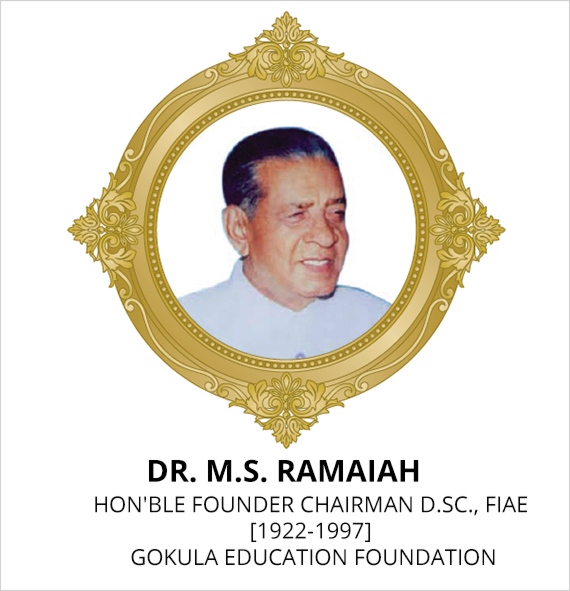 DR. M.S. RAMAIAH
HON'BLE FOUNDER CHAIRMAN D.SC., FIAE
[1922-1997]
GOKULA EDUCATION FOUNDATION